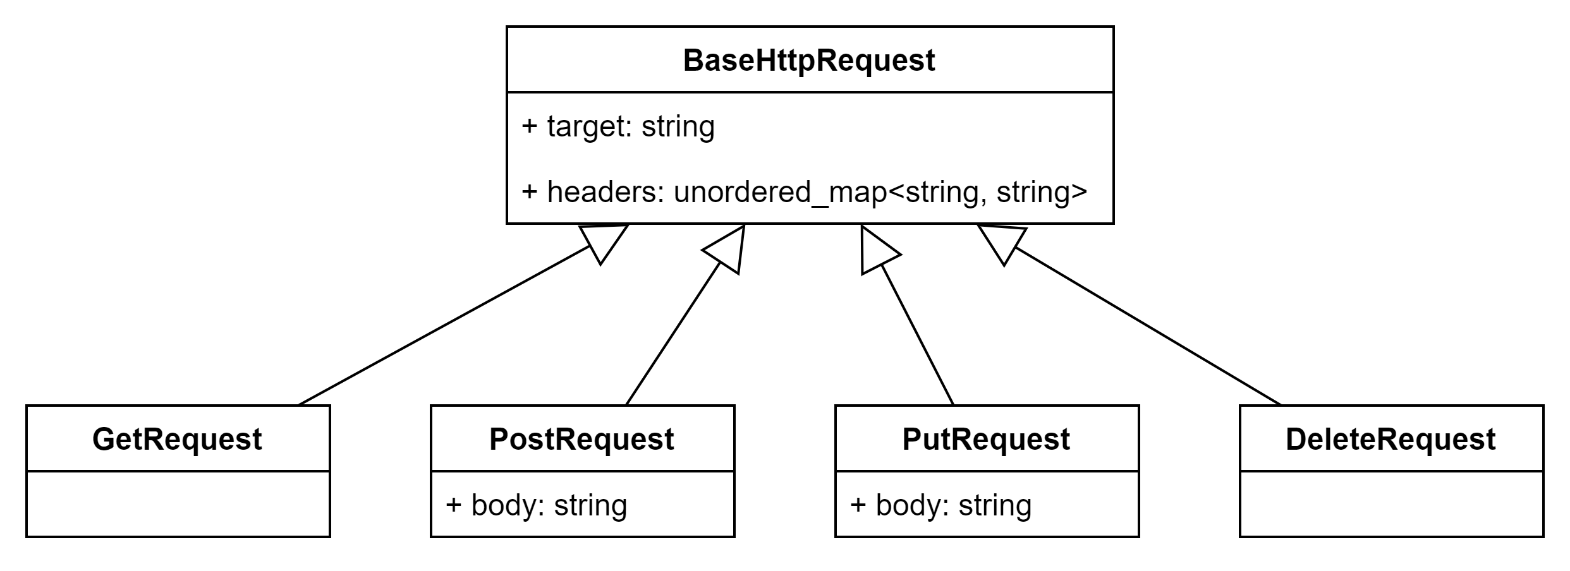 BaseHttpRequest
+ target: string
+ headers: unordered_map<string, string>
GetRequest
PostRequest
+ body: string
PutRequest
+ body: string
DeleteRequest